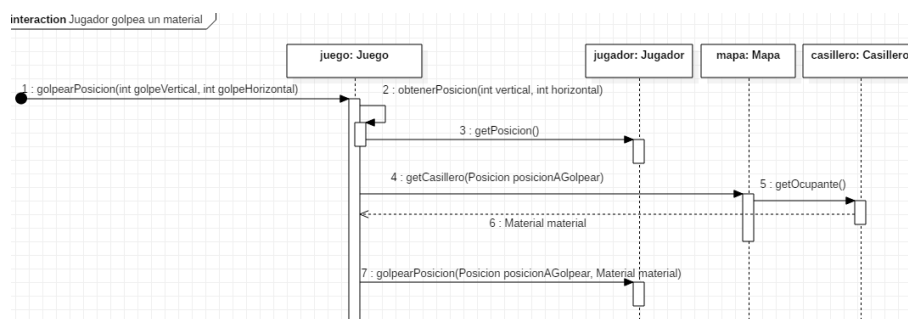 interaction Jugador golpea un material
juego: Juego
jugador: Jugador
mapa: Mapa
casillero: Casillero
1 : golpearPosicion(int golpeVertical, int golpeHorizontal)
2 : obtenerPosicion(int vertical, int horizontal)
3 : getPosicion()
4 : getCasillero(Posicion posicionAGolpear)
5 : getOcupante()
6 : Material material
7 : golpearPosicion(Posicion posicionAGolpear, Material material)